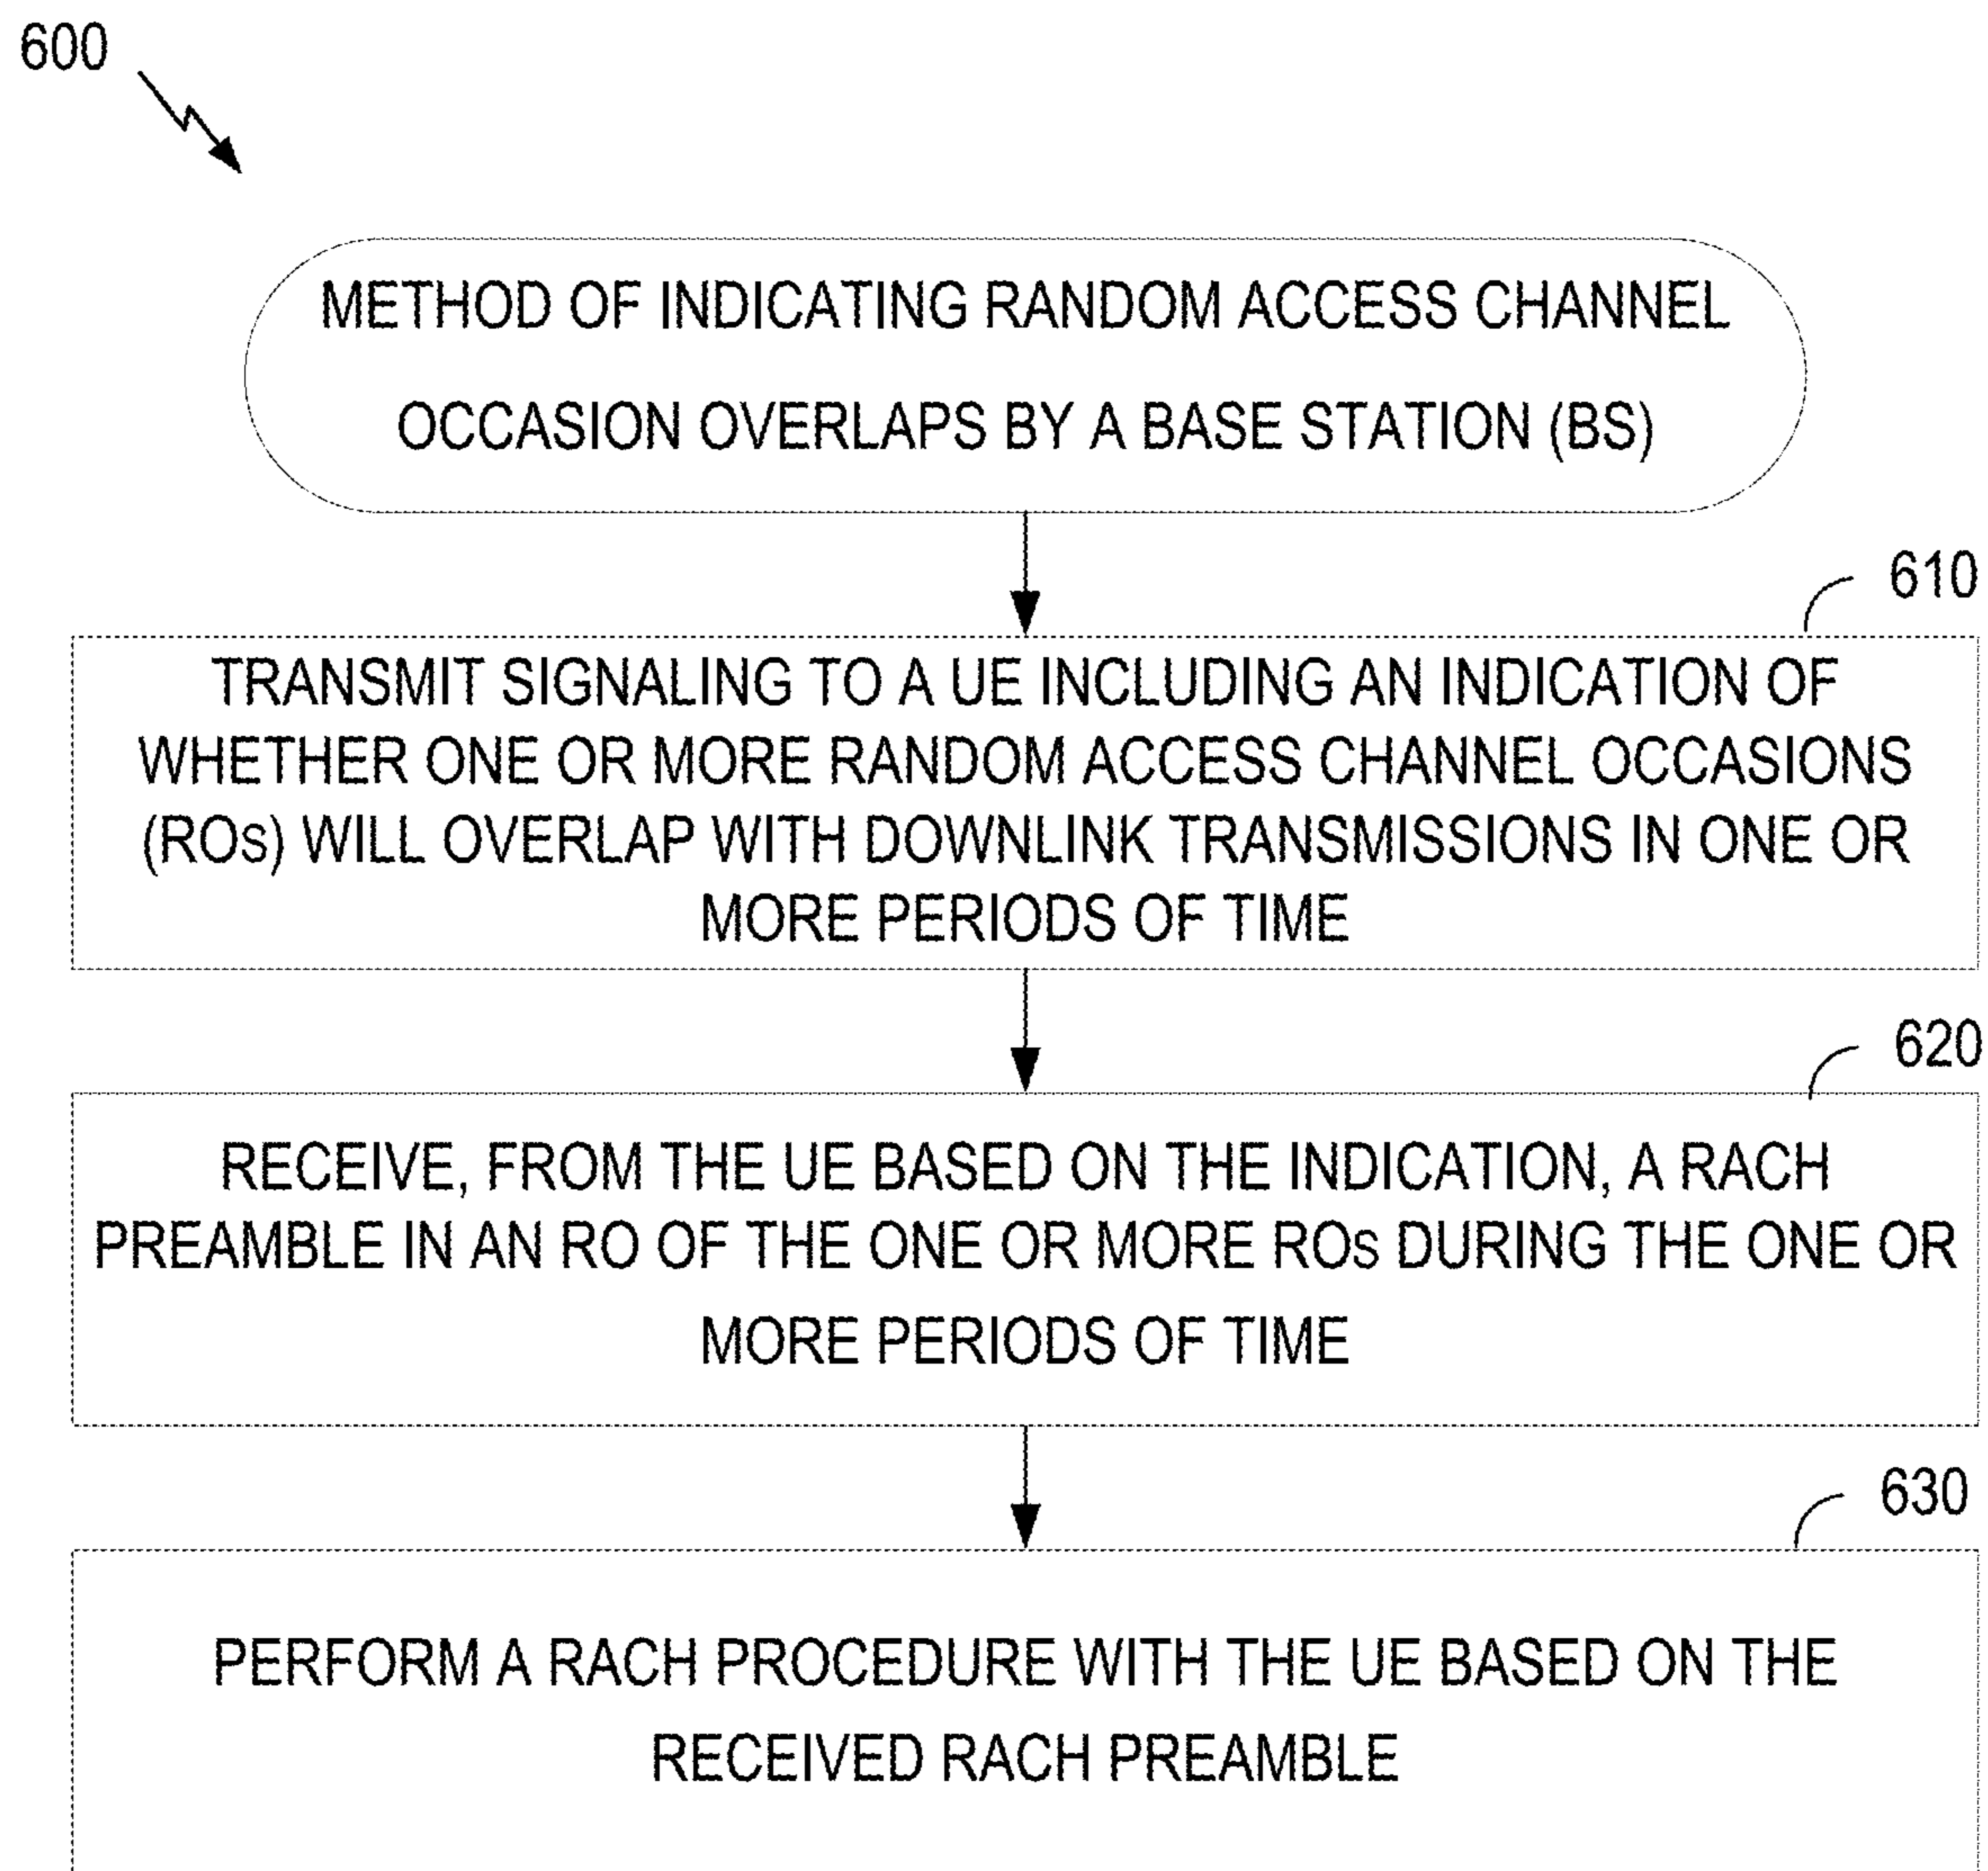 600
METHOD OF INDICATING RANDOM ACCESS CHANNEL
OCCASION OVERLAPS BY A BASE STATION (BS)
610
TRANSMIT SIGNALING TO A UE INCLUDING AN INDICATION OF
WHETHER ONE OR MORE RANDOM ACCESS CHANNEL OCCASIONS
(ROs) WILL OVERLAP WITH DOWNLINK TRANSMISSIONS IN ONE OR
MORE PERIODS OF TIME
620
RECEIVE, FROM THE UE BASED ON THE INDICATION, A RACH
PREAMBLE IN AN RO OF THE ONE OR MORE ROs DURING THE ONE OR
MORE PERIODS OF TIME
630
PERFORM A RACH PROCEDURE WITH THE UE BASED ON THE
RECEIVED RACH PREAMBLE